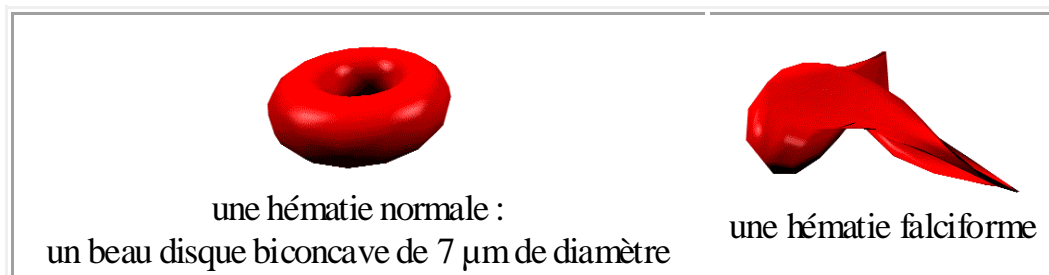 une hématie normale :
un beau disque biconcave de 7 µm de diamètre
une hématie falciforme